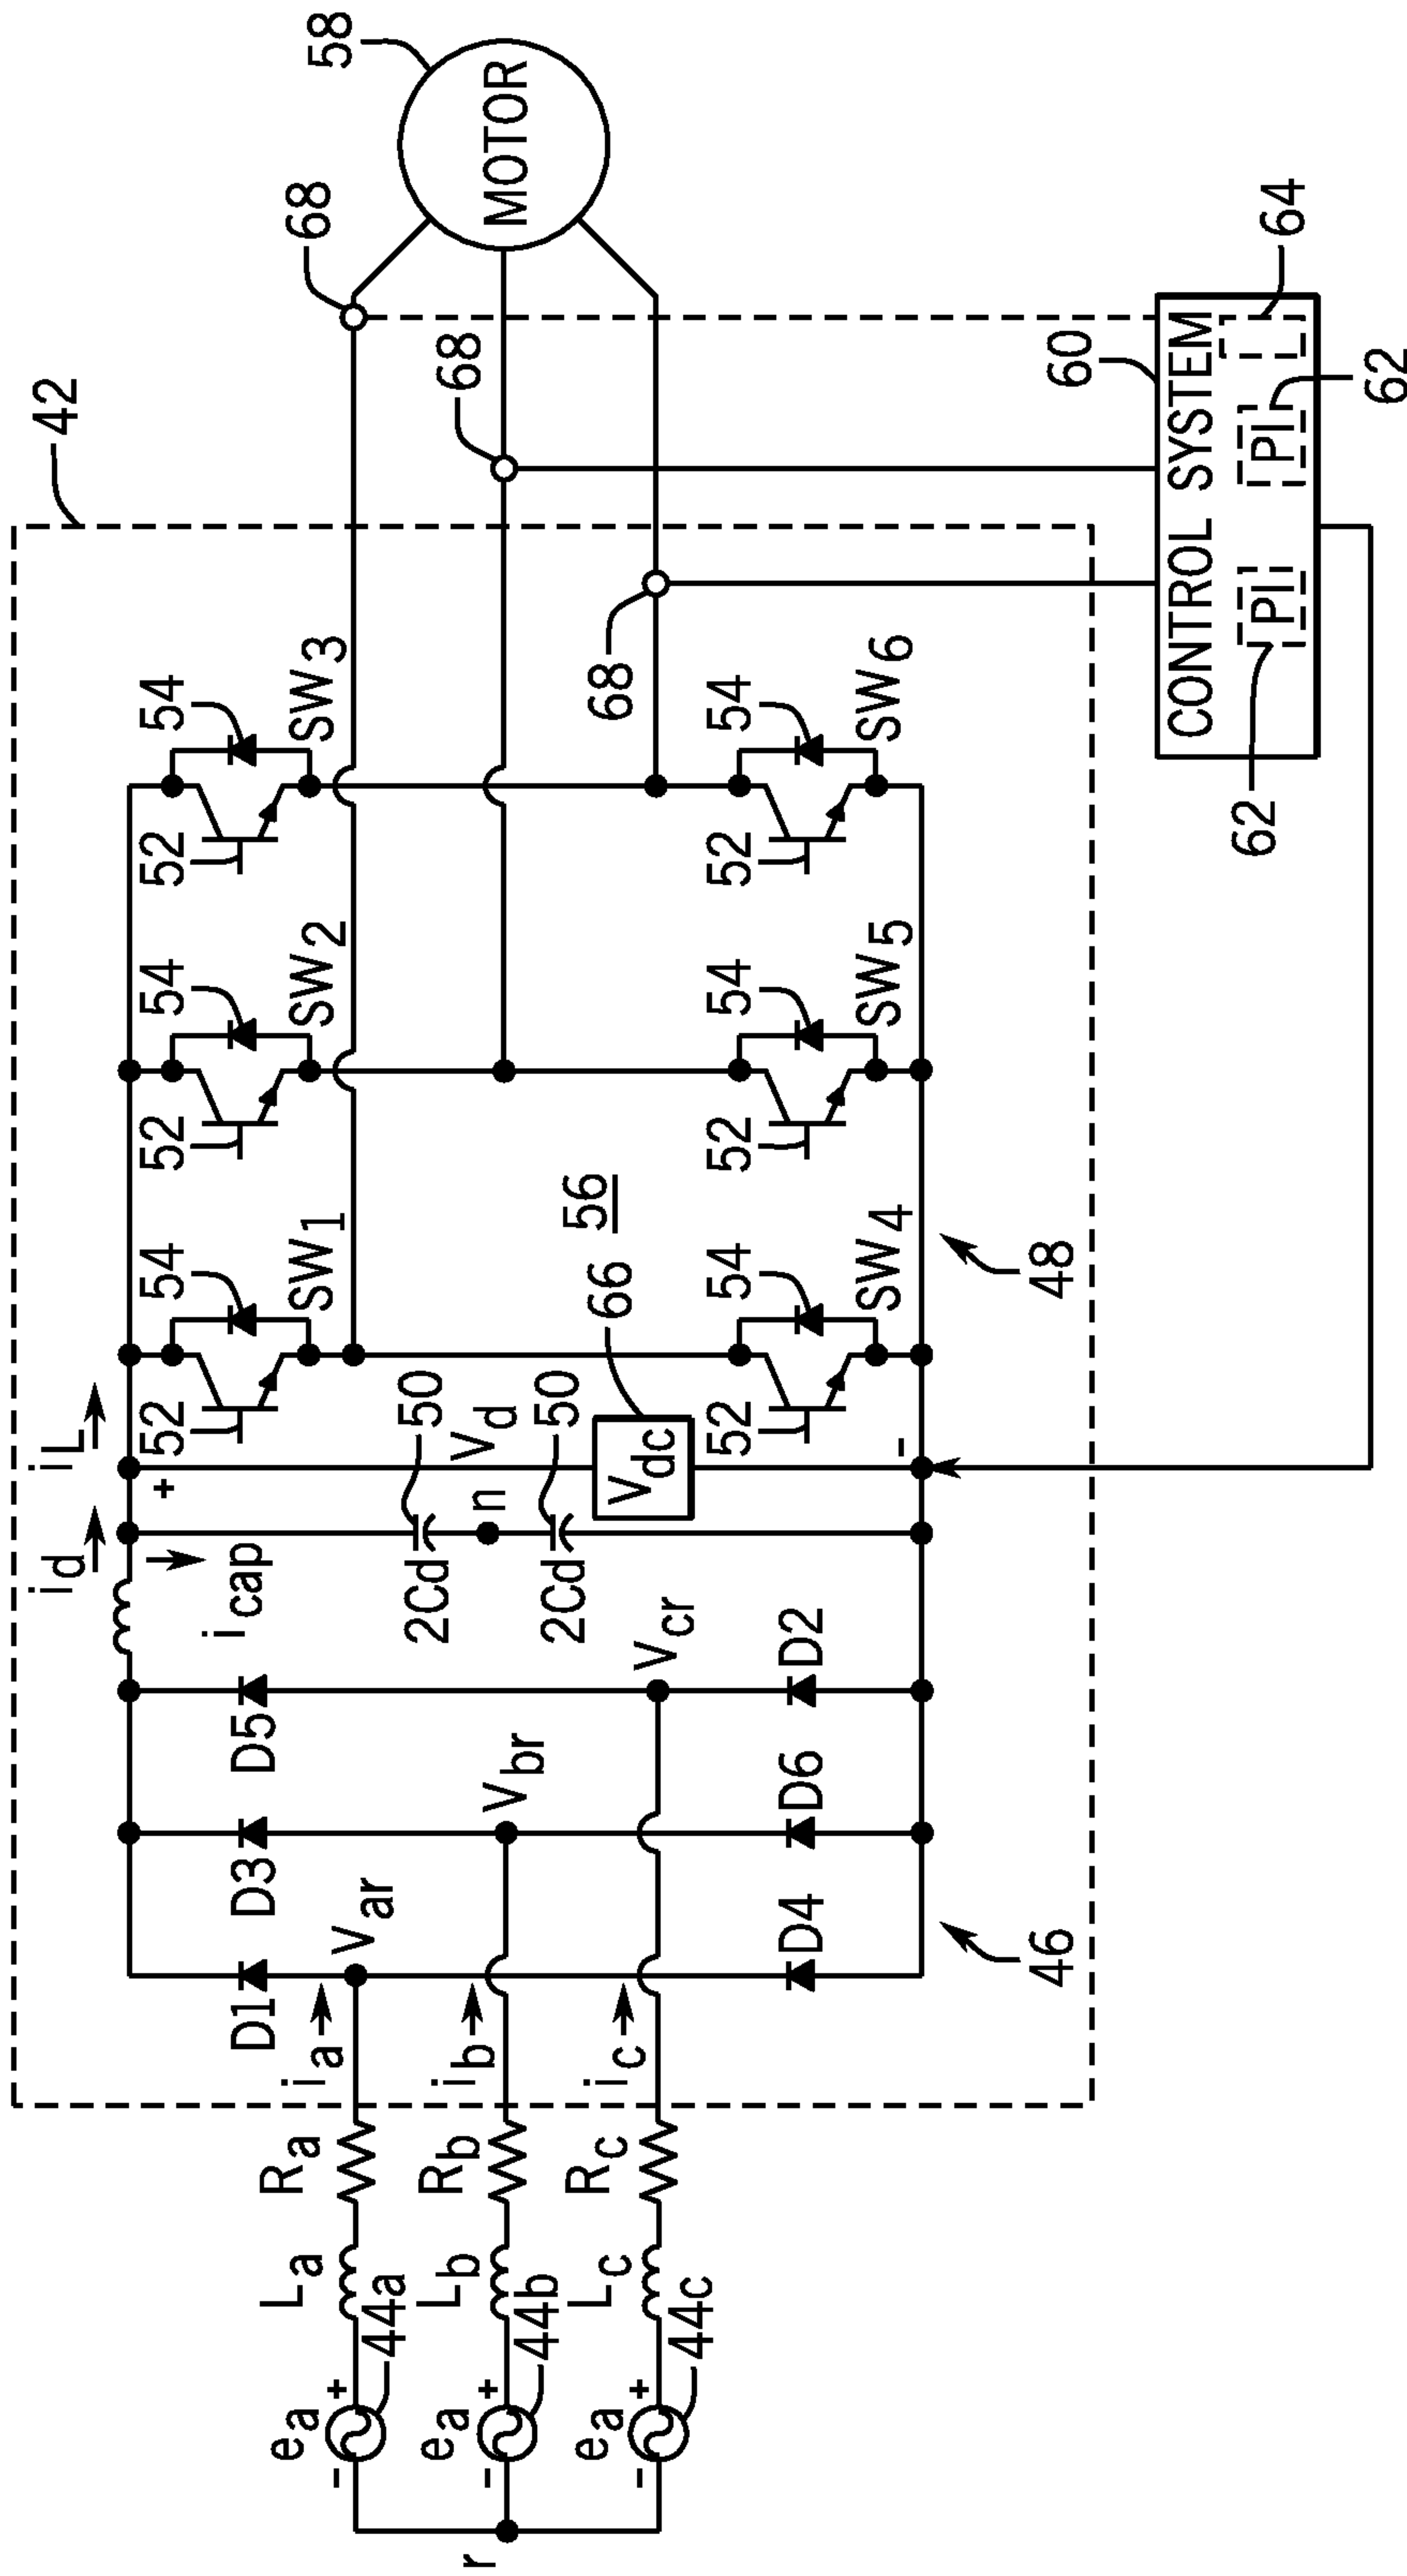 42
58
MOTOR
68
68
68
id
iL
icap
+
-
52
54
SW1
52
54
SW2
52
54
SW3
D1
D3
D5
2Cd
50
n
Vd
2Cd
50
Vdc
66
56
52
54
SW4
52
54
SW5
52
54
SW6
D4
D6
D2
46
48
r
ea
-
+
44a
La
Ra
ia
Var
ea
-
+
44b
Lb
Rb
ib
Vbr
ea
-
+
44c
Lc
Rc
ic
Vcr
60
CONTROL SYSTEM
PI
PI
62
62
64